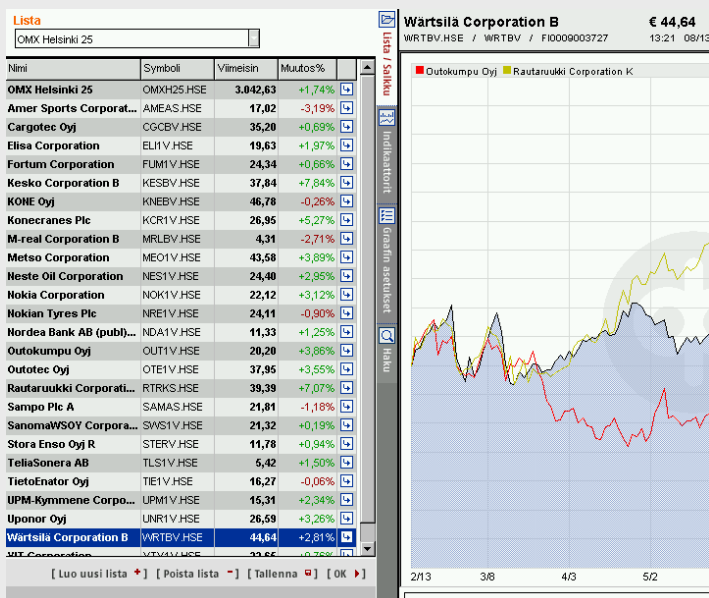 Lista
OMX Helsinki 25
Nimi Symboli Viimeisin Muutos%
OMX Helsinki 25 OMXH25.HSE 3.042,63 +1,74%
Amer Sports Corporat... AMEAS.HSE 17,02 -3,19%
Cargotec Oyj CGCBV.HSE 35,20 +0,69%
Elisa Corporation ELI1V.HSE 19,63 +1,97%
Fortum Corporation FUM1V.HSE 24,34 +0,66%
Kesko Corporation B KESBV.HSE 37,84 +7,84%
KONE Oyj KNEBV.HSE 46,78 -0,26%
Konecranes Plc KCR1V.HSE 26,95 +5,27%
M-real Corporation B MRLBV.HSE 4,31 -2,71%
Metso Corporation MEO1V.HSE 43,58 +3,89%
Neste Oil Corporation NES1V.HSE 24,40 +2,95%
Nokia Corporation NOK1V.HSE 22,12 +3,12%
Nokian Tyres Plc NRE1V.HSE 24,11 -0,90%
Nordea Bank AB (publ)... NDA1V.HSE 11,33 +1,25%
Outokumpu Oyj OUT1V.HSE 20,20 +3,86%
Outotec Oyj OTE1V.HSE 37,95 +3,55%
Rautaruukki Corporati... RTRKS.HSE 39,39 +7,07%
Sampo Plc A SAMAS.HSE 21,81 -1,18%
SanomaWSOY Corpora... SWS1V.HSE 21,32 +0,19%
Stora Enso Oyj R STERV.HSE 11,78 +0,94%
TeliaSonera AB TLS1V.HSE 5,42 +1,50%
TietoEnator Oyj TIE1V.HSE 16,27 -0,06%
UPM-Kymmene Corpo... UPM1V.HSE 15,31 +2,34%
Uponor Oyj UNR1V.HSE 26,59 +3,26%
Wärtsilä Corporation B WRTBV.HSE 44,64 +2,81%
YIT Corporation YTY1V.HSE 22,65 +0,76%
[ Luo uusi lista + ] [ Poista lista - ] [ Tallenna ] [ OK ]
Lista / Salkku
Indikaattorit
Graafin asetukset
Haku
Wärtsilä Corporation B € 44,64
WRTBV.HSE / WRTBV / FI0009003727 13:21 08/13
Outokumpu Oyj Rautaruukki Corporation K
2/13 3/8 4/3 5/2